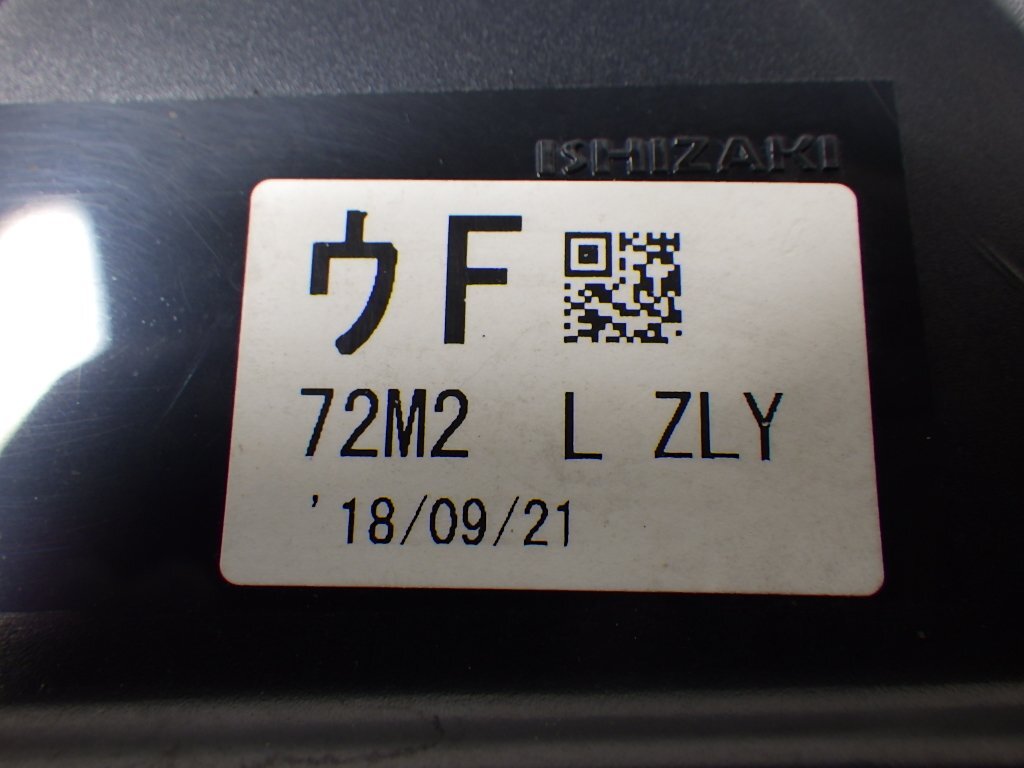 ISHIZAKI
ウF
72M2 L ZLY
'18/09/21